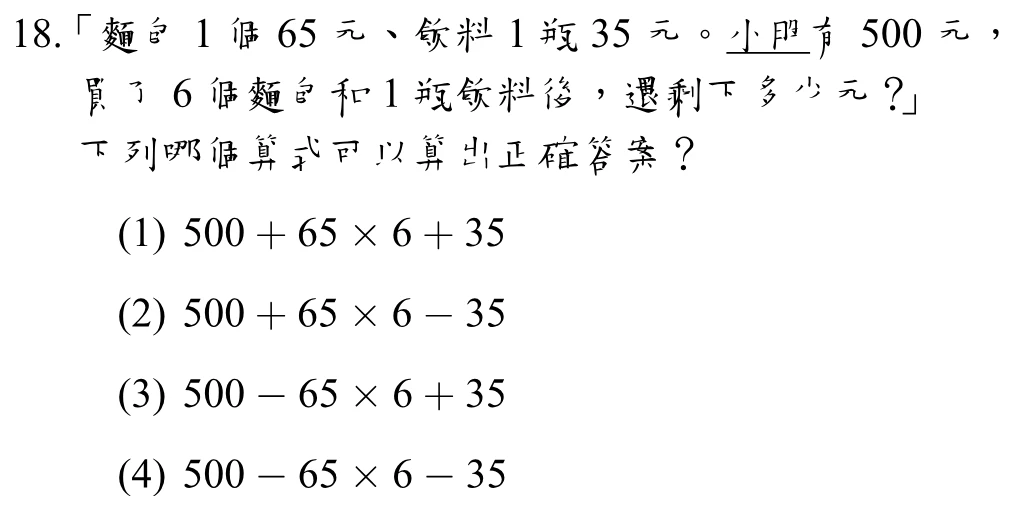 18.「麵包 1 個 65 元、飲料 1 瓶 35 元。小明有 500 元,
買了 6 個麵包和 1 瓶飲料後,還剩下多少元?」
下列哪個算式可以算出正確答案?
(1) 500 + 65 × 6 + 35
(2) 500 + 65 × 6 − 35
(3) 500 − 65 × 6 + 35
(4) 500 − 65 × 6 − 35